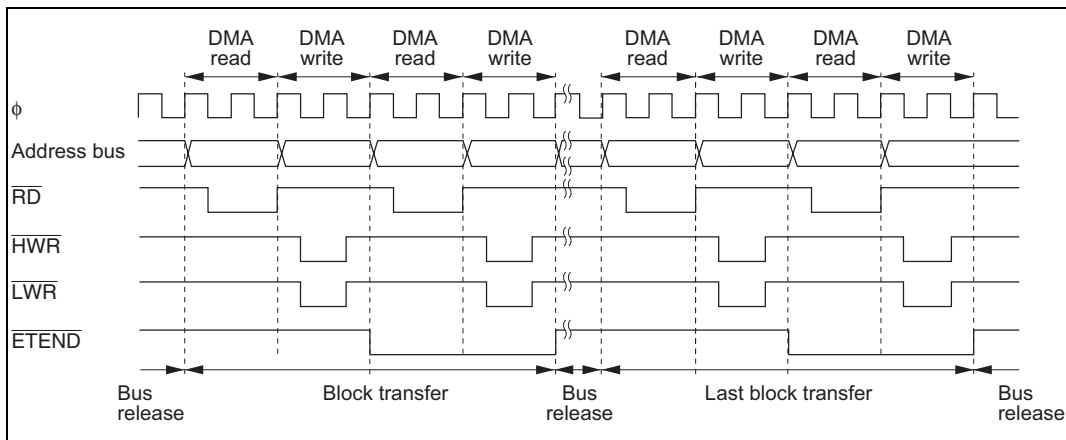 DMA read DMA write DMA read DMA write DMA read DMA write DMA read DMA write
ϕ
Address bus
RD
HWR
LWR
ETEND
Bus release Block transfer Bus release Last block transfer Bus release